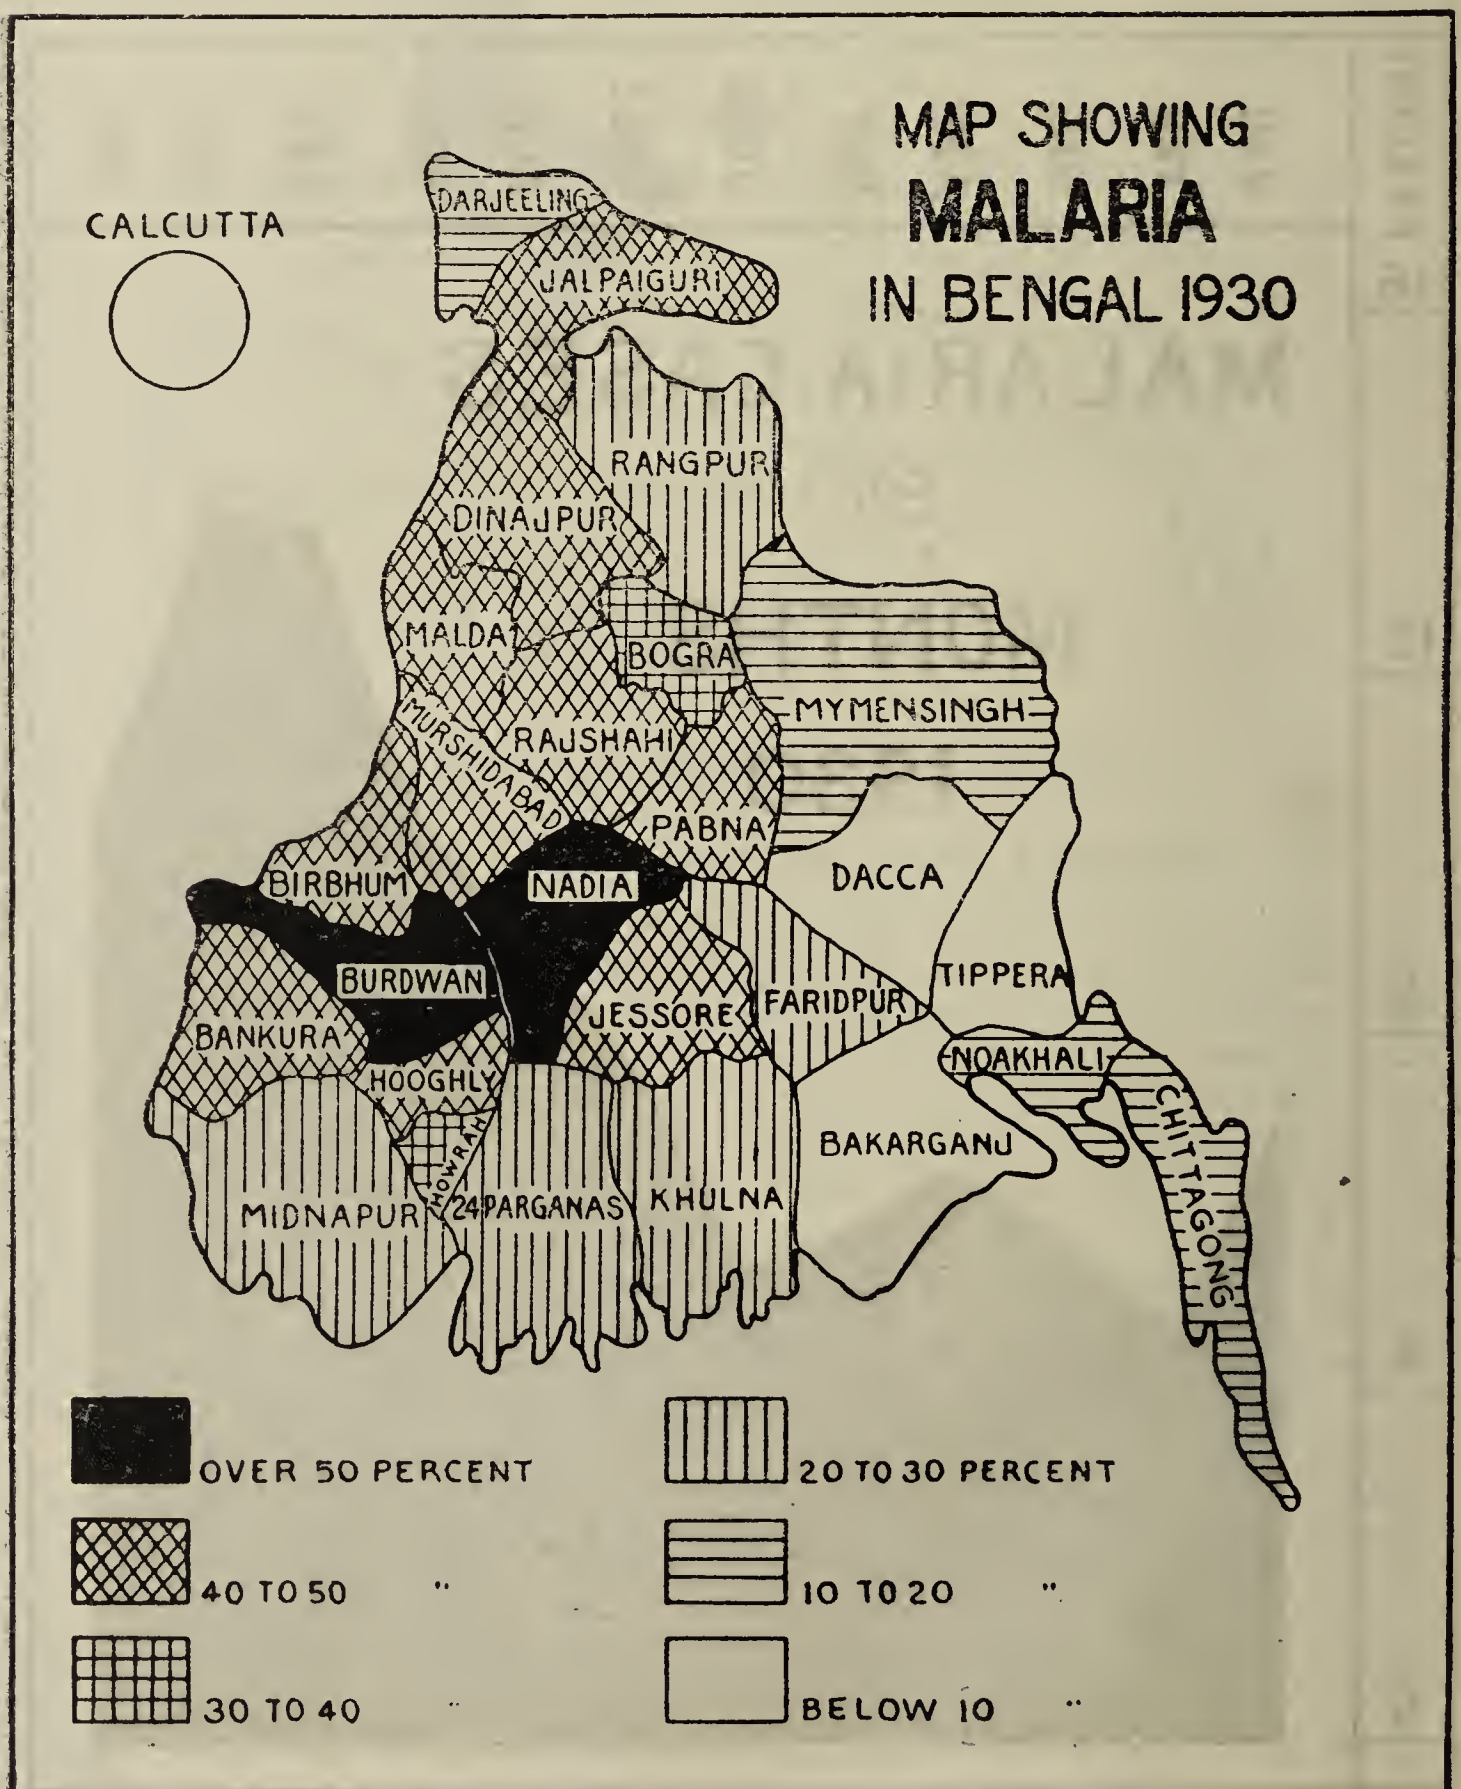 MAP SHOWING
MALARIA
IN BENGAL 1930
CALCUTTA
DARJEELING
JALPAIGURI
RANGPUR
DINAJPUR
MALDA
BOGRA
MYMENSINGH
MURSHIDABAD
RAJSHAHI
PABNA
DACCA
BIRBHUM
NADIA
BURDWAN
TIPPERA
FARIDPUR
JESSORE
BANKURA
NOAKHALI
HOOGHLY
CHITTAGONG
BAKARGANJ
HOWRAH
MIDNAPUR
24 PARGANAS
KHULNA
OVER 50 PERCENT
40 TO 50 "
30 TO 40 "
20 TO 30 PERCENT
10 TO 20 "
BELOW 10 "